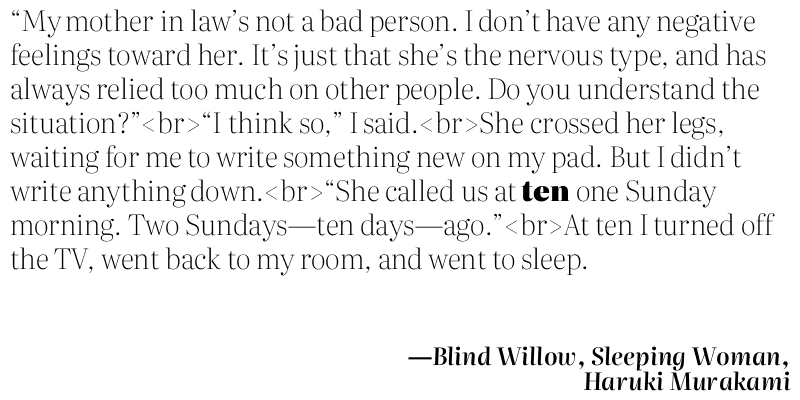 “My mother in law’s not a bad person. I don’t have any negative
feelings toward her. It’s just that she’s the nervous type, and has
always relied too much on other people. Do you understand the
situation?”<br>“I think so,” I said.<br>She crossed her legs,
waiting for me to write something new on my pad. But I didn’t
write anything down.<br>“She called us at ten one Sunday
morning. Two Sundays—ten days—ago.”<br>At ten I turned off
the TV, went back to my room, and went to sleep.
—Blind Willow, Sleeping Woman,
Haruki Murakami